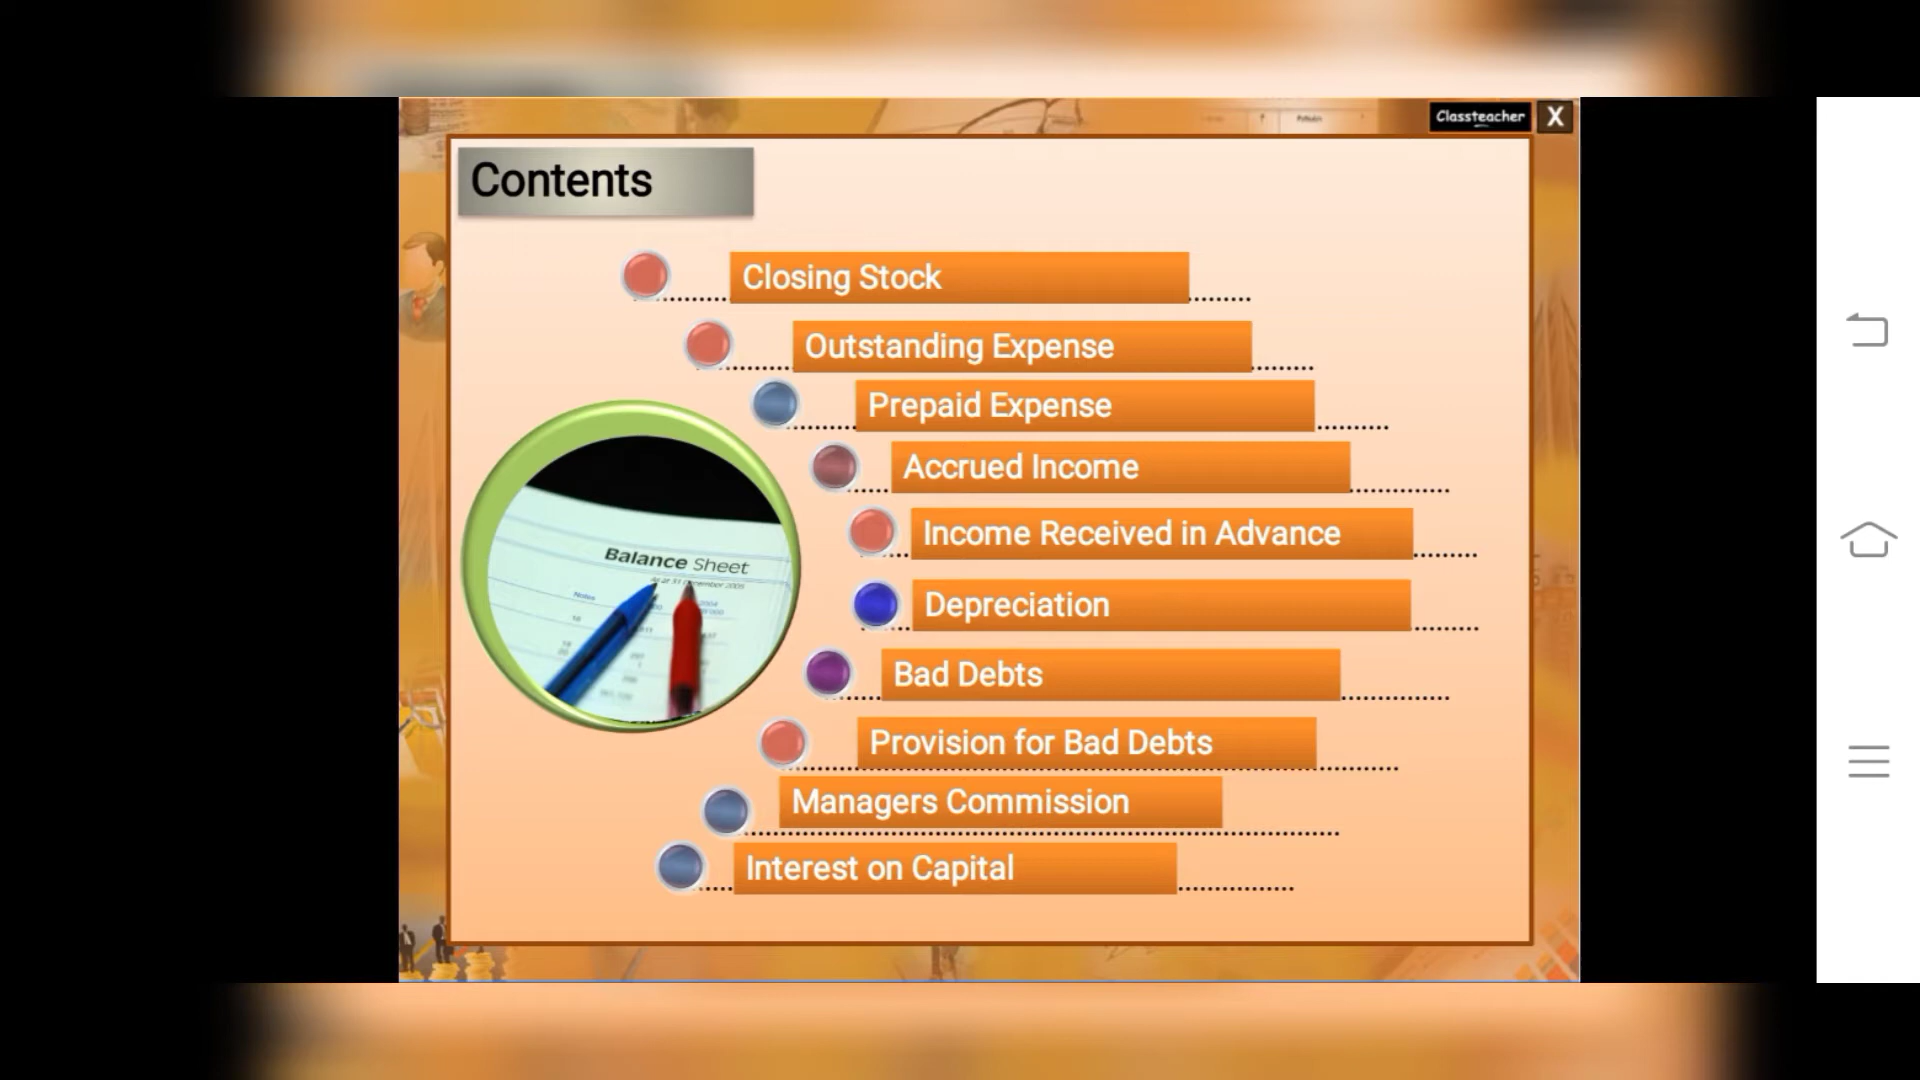 Classteacher X
Contents
Closing Stock
Outstanding Expense
Prepaid Expense
Accrued Income
Income Received in Advance
Depreciation
Bad Debts
Provision for Bad Debts
Managers Commission
Interest on Capital
Balance Sheet
Notes